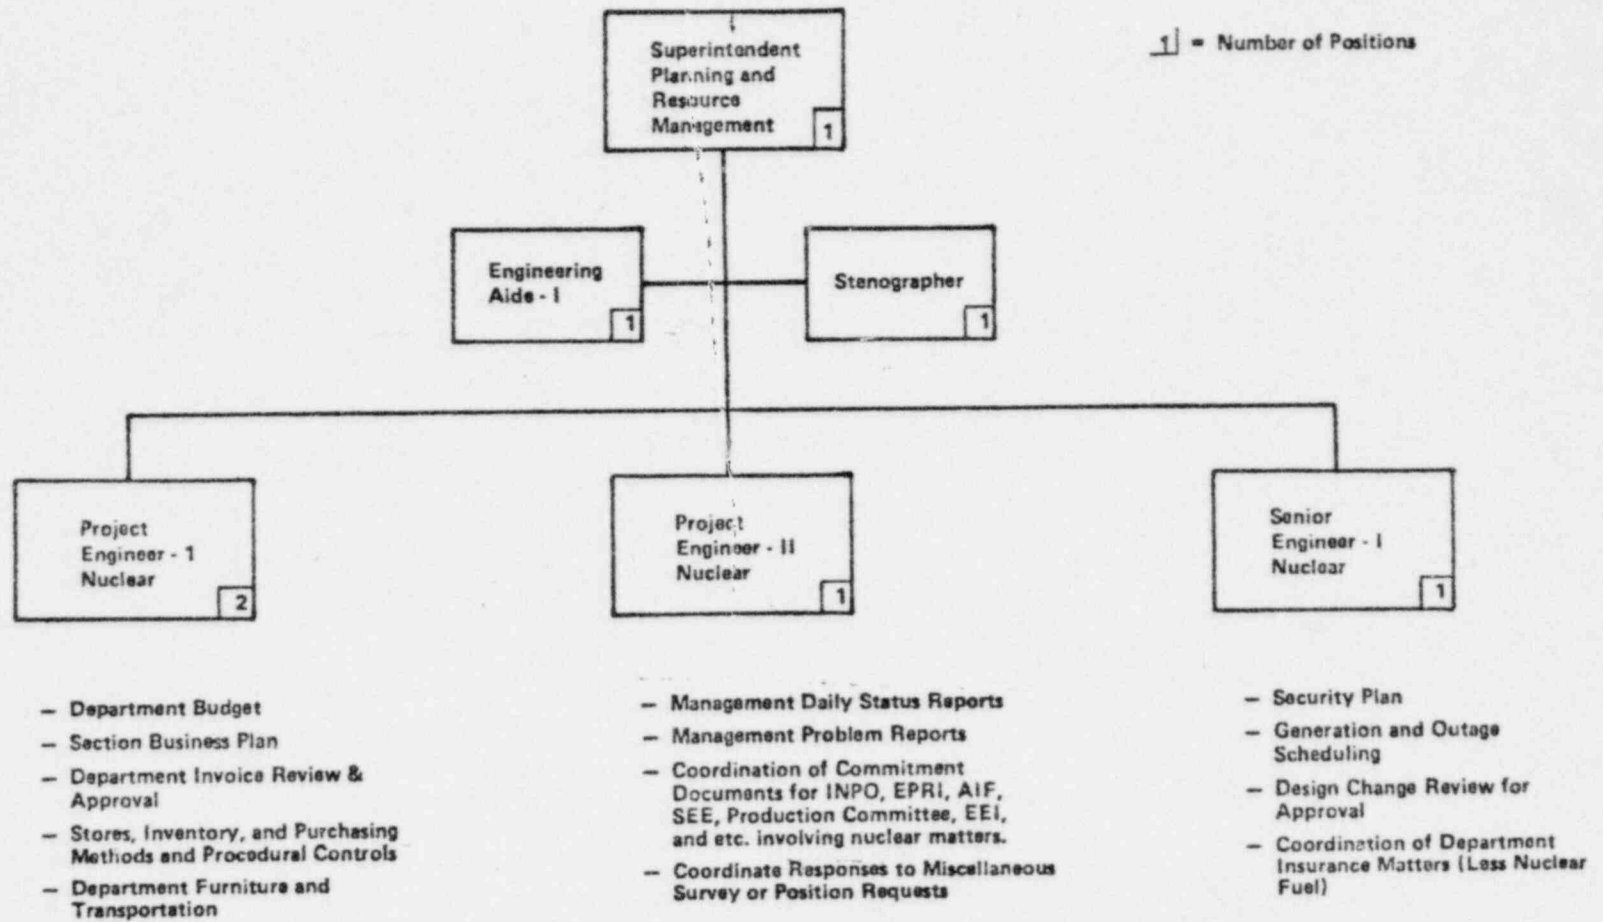 Superintendent
Planning and
Resource
Management
1
1 = Number of Positions
Engineering
Aide - I
1
Stenographer
1
Project
Engineer - 1
Nuclear
2
Project
Engineer - II
Nuclear
1
Senior
Engineer - I
Nuclear
1
— Department Budget
— Section Business Plan
— Department Invoice Review &
Approval
— Stores, Inventory, and Purchasing
Methods and Procedural Controls
— Department Furniture and
Transportation
— Management Daily Status Reports
— Management Problem Reports
— Coordination of Commitment
Documents for INPO, EPRI, AIF,
SEE, Production Committee, EEI,
and etc. involving nuclear matters.
— Coordinate Responses to Miscellaneous
Survey or Position Requests
— Security Plan
— Generation and Outage
Scheduling
— Design Change Review for
Approval
— Coordination of Department
Insurance Matters (Less Nuclear
Fuel)